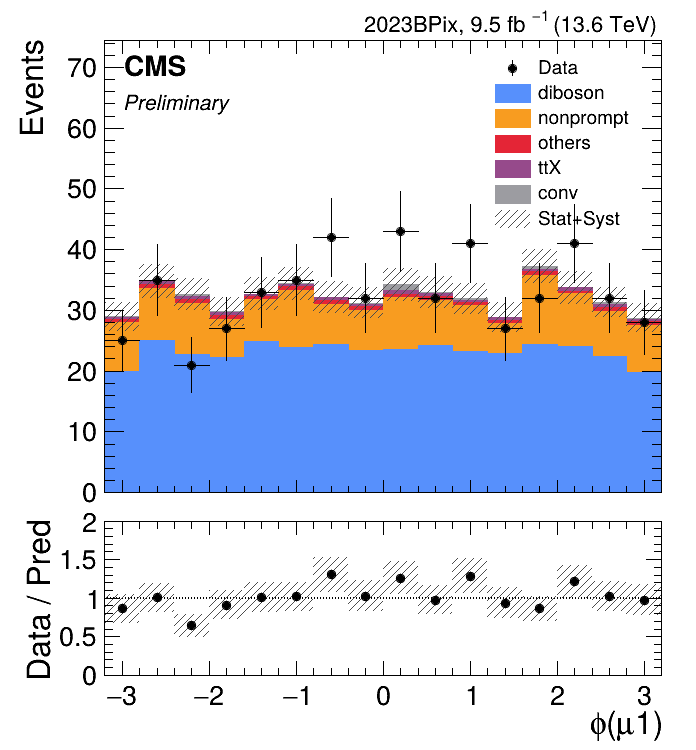 2023BPix, 9.5 fb⁻¹ (13.6 TeV)
CMS
Preliminary
Events
Data
diboson
nonprompt
others
ttX
conv
Stat+Syst
70
60
50
40
30
20
10
0
Data / Pred
2
1.5
1
0.5
0
−3 −2 −1 0 1 2 3
ϕ(μ1)